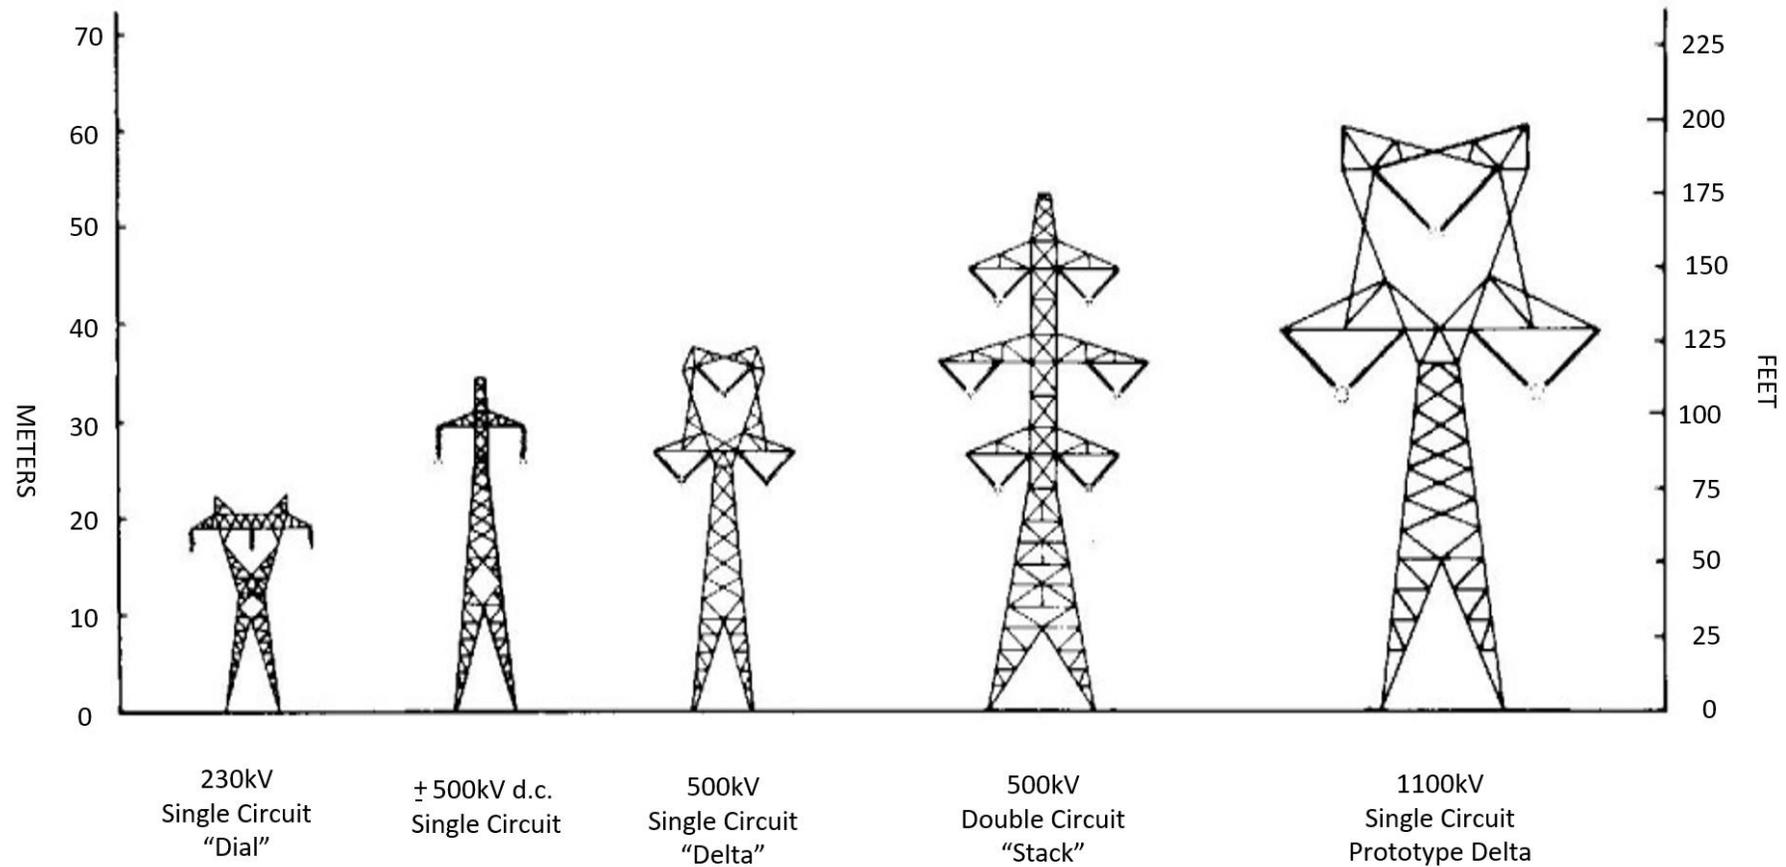 70
60
50
40
30
20
10
0
METERS
225
200
175
150
125
100
75
50
25
0
FEET
230kV
Single Circuit
“Dial”
± 500kV d.c.
Single Circuit
500kV
Single Circuit
“Delta”
500kV
Double Circuit
“Stack”
1100kV
Single Circuit
Prototype Delta